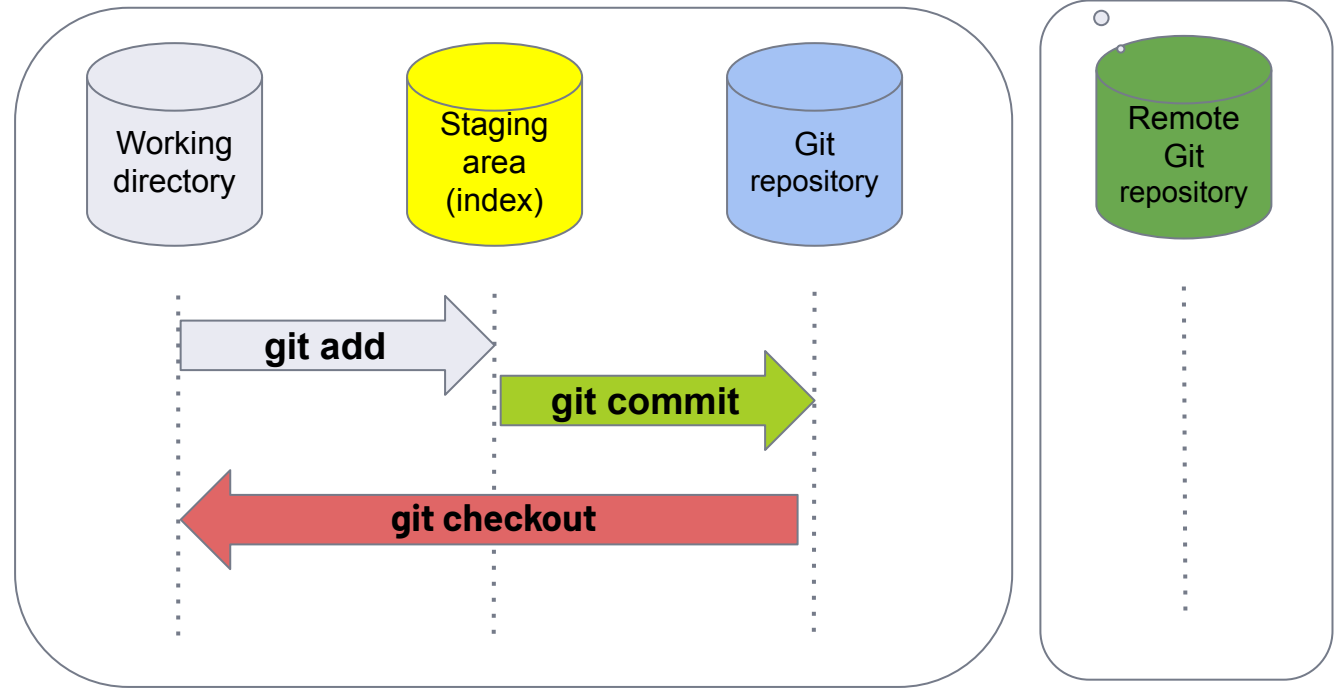 Working
directory
Staging
area
(index)
Git
repository
Remote
Git
repository
git add
git commit
git checkout